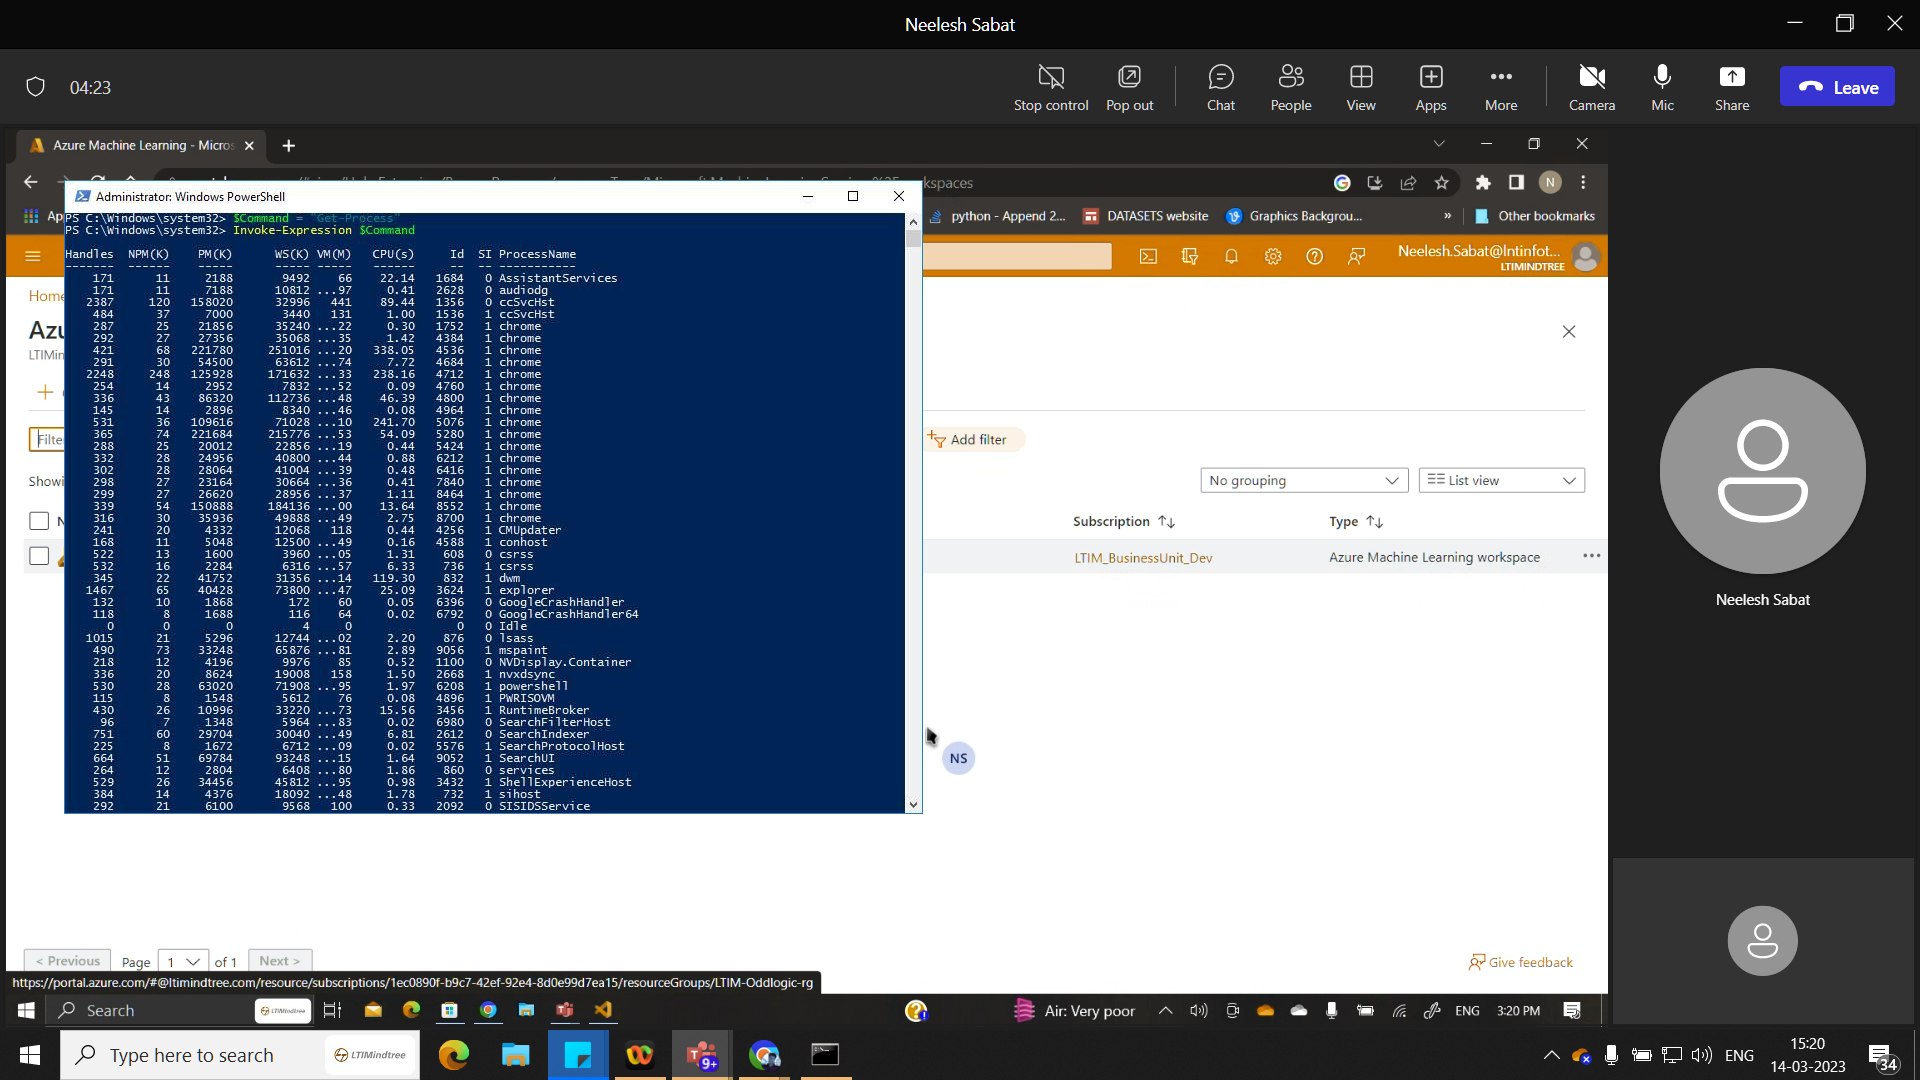 Neelesh Sabat
04:23
Stop control
Pop out
Chat
People
View
Apps
More
Camera
Mic
Share
Leave
Azure Machine Learning - Micros
kspaces
N
Ap
python - Append 2...
DATASETS website
Graphics Backgrou...
»
Other bookmarks
Administrator: Windows PowerShell
PS C:\Windows\system32> $Command = "Get-Process"
PS C:\Windows\system32> Invoke-Expression $Command
Handles NPM(K) PM(K) WS(K) VM(M) CPU(s) Id SI ProcessName
171 11 2188 9492 66 22.14 1684 0 AssistantServices
171 11 7188 10812 ...97 0.41 2628 0 audiodg
2387 120 158020 32996 441 89.44 1356 0 ccSvcHst
484 37 7000 3440 131 1.00 1536 1 ccSvcHst
287 25 21856 35240 ...22 0.30 1752 1 chrome
292 27 27356 35068 ...35 1.42 4384 1 chrome
421 68 221780 251016 ...20 338.05 4536 1 chrome
291 30 54500 63612 ...74 7.72 4684 1 chrome
2248 248 125928 171632 ...33 238.16 4712 1 chrome
254 14 2952 7832 ...52 0.09 4760 1 chrome
336 43 86320 112736 ...48 46.39 4800 1 chrome
145 14 2896 8340 ...46 0.08 4964 1 chrome
531 36 109616 71028 ...10 241.70 5076 1 chrome
365 74 221684 215776 ...53 54.09 5280 1 chrome
288 25 20012 22856 ...19 0.44 5424 1 chrome
332 28 24956 40800 ...44 0.88 6212 1 chrome
302 28 28064 41004 ...39 0.48 6416 1 chrome
298 27 23164 30664 ...36 0.41 7840 1 chrome
299 27 26620 28956 ...37 1.11 8464 1 chrome
339 54 150888 184136 ...00 13.64 8552 1 chrome
316 30 35936 49888 ...49 2.75 8700 1 chrome
241 20 4332 12068 118 0.44 4256 1 CMUpdater
168 11 5048 12500 ...49 0.16 4588 1 conhost
522 13 1600 3960 ...05 1.31 608 0 csrss
532 16 2284 6316 ...57 6.33 736 1 csrss
345 22 41752 31356 ...14 119.30 832 1 dwm
1467 65 40428 73800 ...47 25.09 3624 1 explorer
132 10 1868 172 60 0.05 6396 0 GoogleCrashHandler
118 8 1688 116 64 0.02 6792 0 GoogleCrashHandler64
0 0 0 4 0 0 0 Idle
1015 21 5296 12744 ...02 2.20 876 0 lsass
490 73 33248 65876 ...81 2.89 9056 1 mspaint
218 12 4196 9976 85 0.52 1100 0 NVDisplay.Container
336 20 8624 19008 158 1.50 2668 1 nvxdsync
530 28 63020 71908 ...95 1.97 6208 1 powershell
115 8 1548 5612 76 0.08 4896 1 PWRISOVM
430 26 10996 33220 ...73 15.56 3456 1 RuntimeBroker
96 7 1348 5964 ...83 0.02 6980 0 SearchFilterHost
751 60 29704 30040 ...49 6.81 2612 0 SearchIndexer
225 8 1672 6712 ...09 0.02 5576 1 SearchProtocolHost
664 51 69784 93248 ...15 1.64 9052 1 SearchUI
264 12 2804 6408 ...80 1.86 860 0 services
529 26 34456 45812 ...95 0.98 3432 1 ShellExperienceHost
384 14 4376 18092 ...48 1.78 732 1 sihost
292 21 6100 9568 100 0.33 2092 0 SISIDSService
Neelesh.Sabat@lntinfot...
LTIMINDTREE
Home
Azu
LTIMin
Filte
Add filter
Showi
No grouping
List view
N
Subscription
Type
LTIM_BusinessUnit_Dev
Azure Machine Learning workspace
NS
Neelesh Sabat
< Previous
Page
1
of 1
Next >
Give feedback
https://portal.azure.com/#@ltimindtree.com/resource/subscriptions/1ec0890f-b9c7-42ef-92e4-8d0e99d7ea15/resourceGroups/LTIM-Oddlogic-rg
Search
LTIMindtree
Air: Very poor
ENG
3:20 PM
Type here to search
LTIMindtree
9+
ENG
15:20
14-03-2023
34